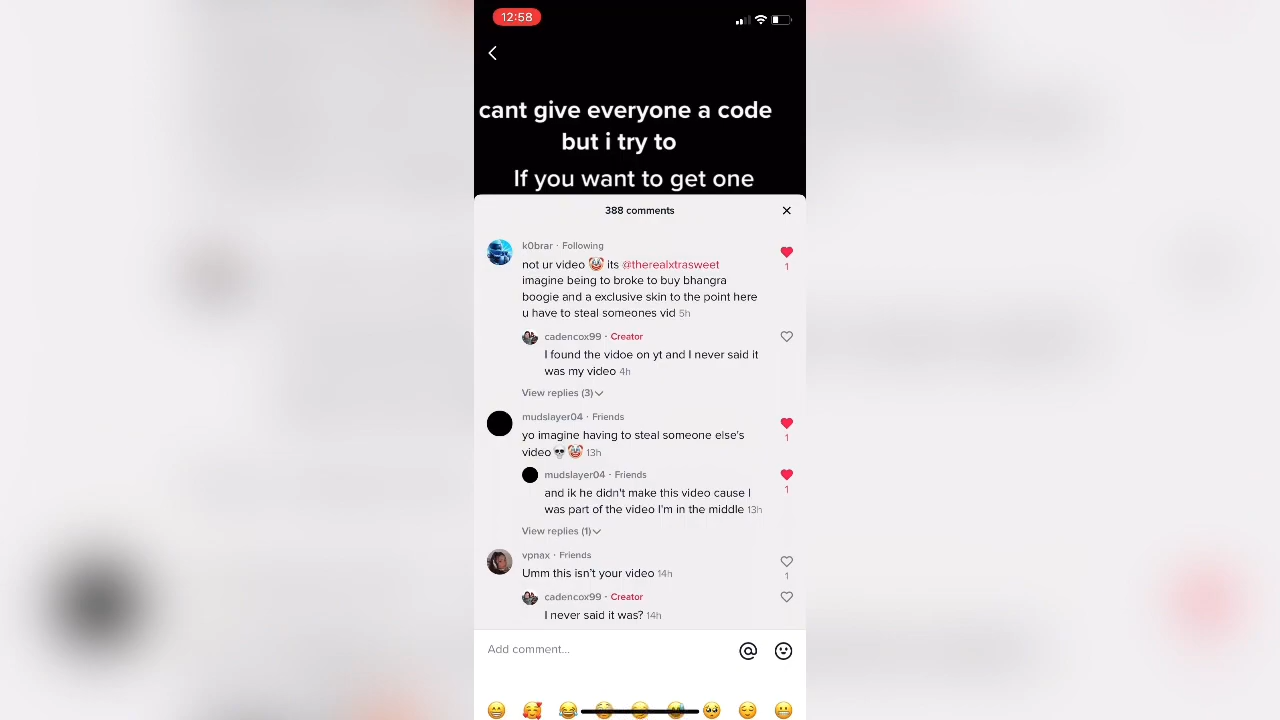 12:58
cant give everyone a code
but i try to
If you want to get one
388 comments
k0brar · Following
not ur video 🤡 its @therealxtrasweet
imagine being to broke to buy bhangra
boogie and a exclusive skin to the point here
u have to steal someones vid 5h
1
cadencox99 · Creator
I found the vidoe on yt and I never said it
was my video 4h
View replies (3)
mudslayer04 · Friends
yo imagine having to steal someone else's
video💀🤡 13h
1
mudslayer04 · Friends
and ik he didn't make this video cause I
was part of the video I'm in the middle 13h
1
View replies (1)
vpnax · Friends
Umm this isn't your video 14h
1
cadencox99 · Creator
I never said it was? 14h
Add comment...